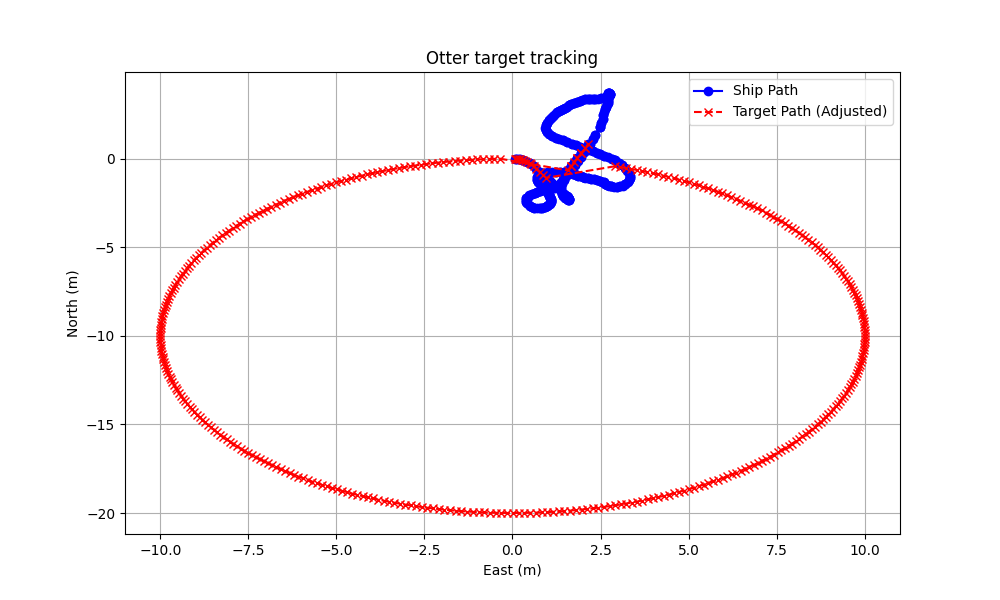 Otter target tracking
Ship Path
Target Path (Adjusted)
0
−5
−10
−15
−20
North (m)
−10.0 −7.5 −5.0 −2.5 0.0 2.5 5.0 7.5 10.0
East (m)